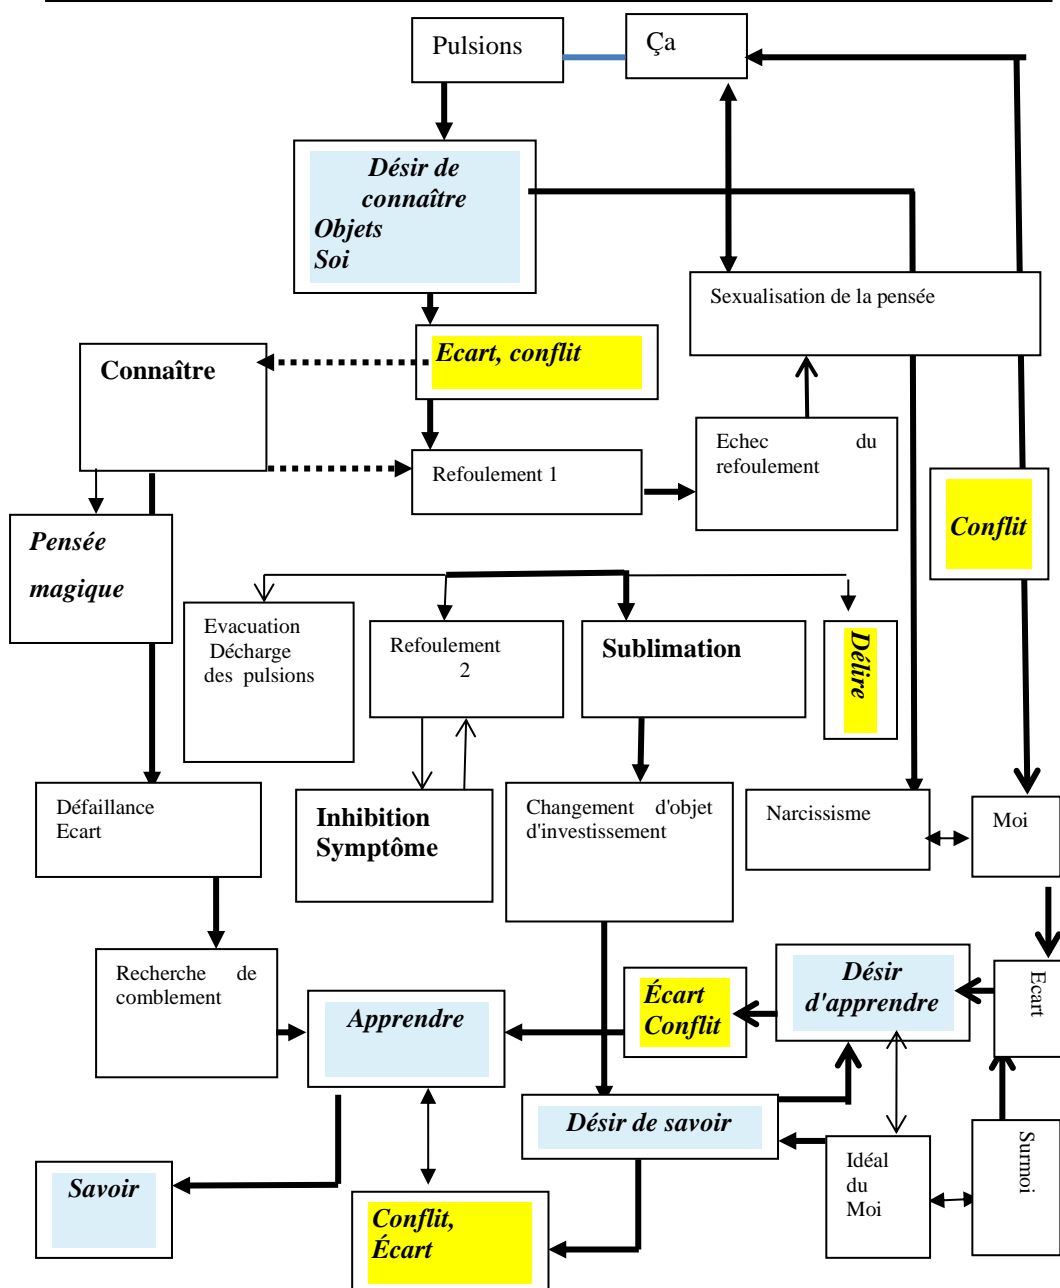 Pulsions
Ça
Désir de
connaître
Objets
Soi
Sexualisation de la pensée
Ecart, conflit
Connaître
Echec du
refoulement
Refoulement 1
Conflit
Pensée
magique
Evacuation
Décharge
des pulsions
Refoulement
2
Sublimation
Délire
Défaillance
Ecart
Inhibition
Symptôme
Changement d'objet
d'investissement
Narcissisme
Moi
Recherche de
comblement
Apprendre
Écart
Conflit
Désir
d'apprendre
Ecart
Désir de savoir
Savoir
Conflit,
Écart
Idéal
du
Moi
Surmoi